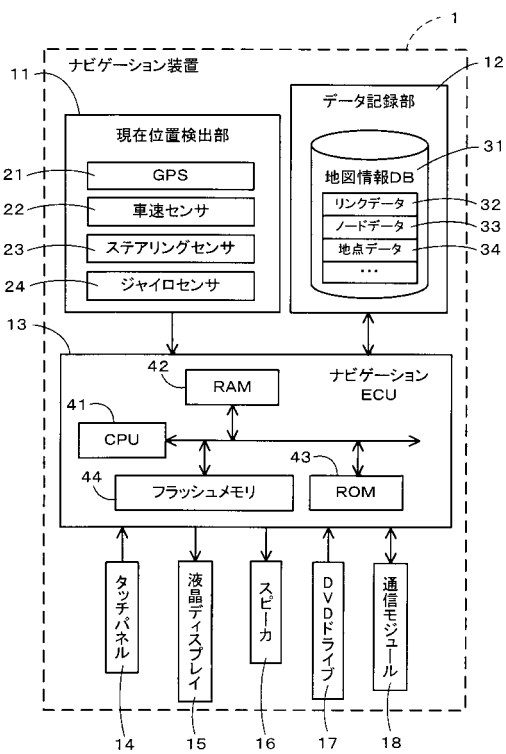 1
ナビゲーション装置
11
12
現在位置検出部
データ記録部
21
GPS
22
車速センサ
23
ステアリングセンサ
24
ジャイロセンサ
31
地図情報DB
リンクデータ
32
ノードデータ
33
地点データ
34
…
13
ナビゲーション
ECU
42
RAM
41
CPU
44
フラッシュメモリ
43
ROM
タッチパネル
液晶ディスプレイ
スピーカ
DVDドライブ
通信モジュール
14
15
16
17
18